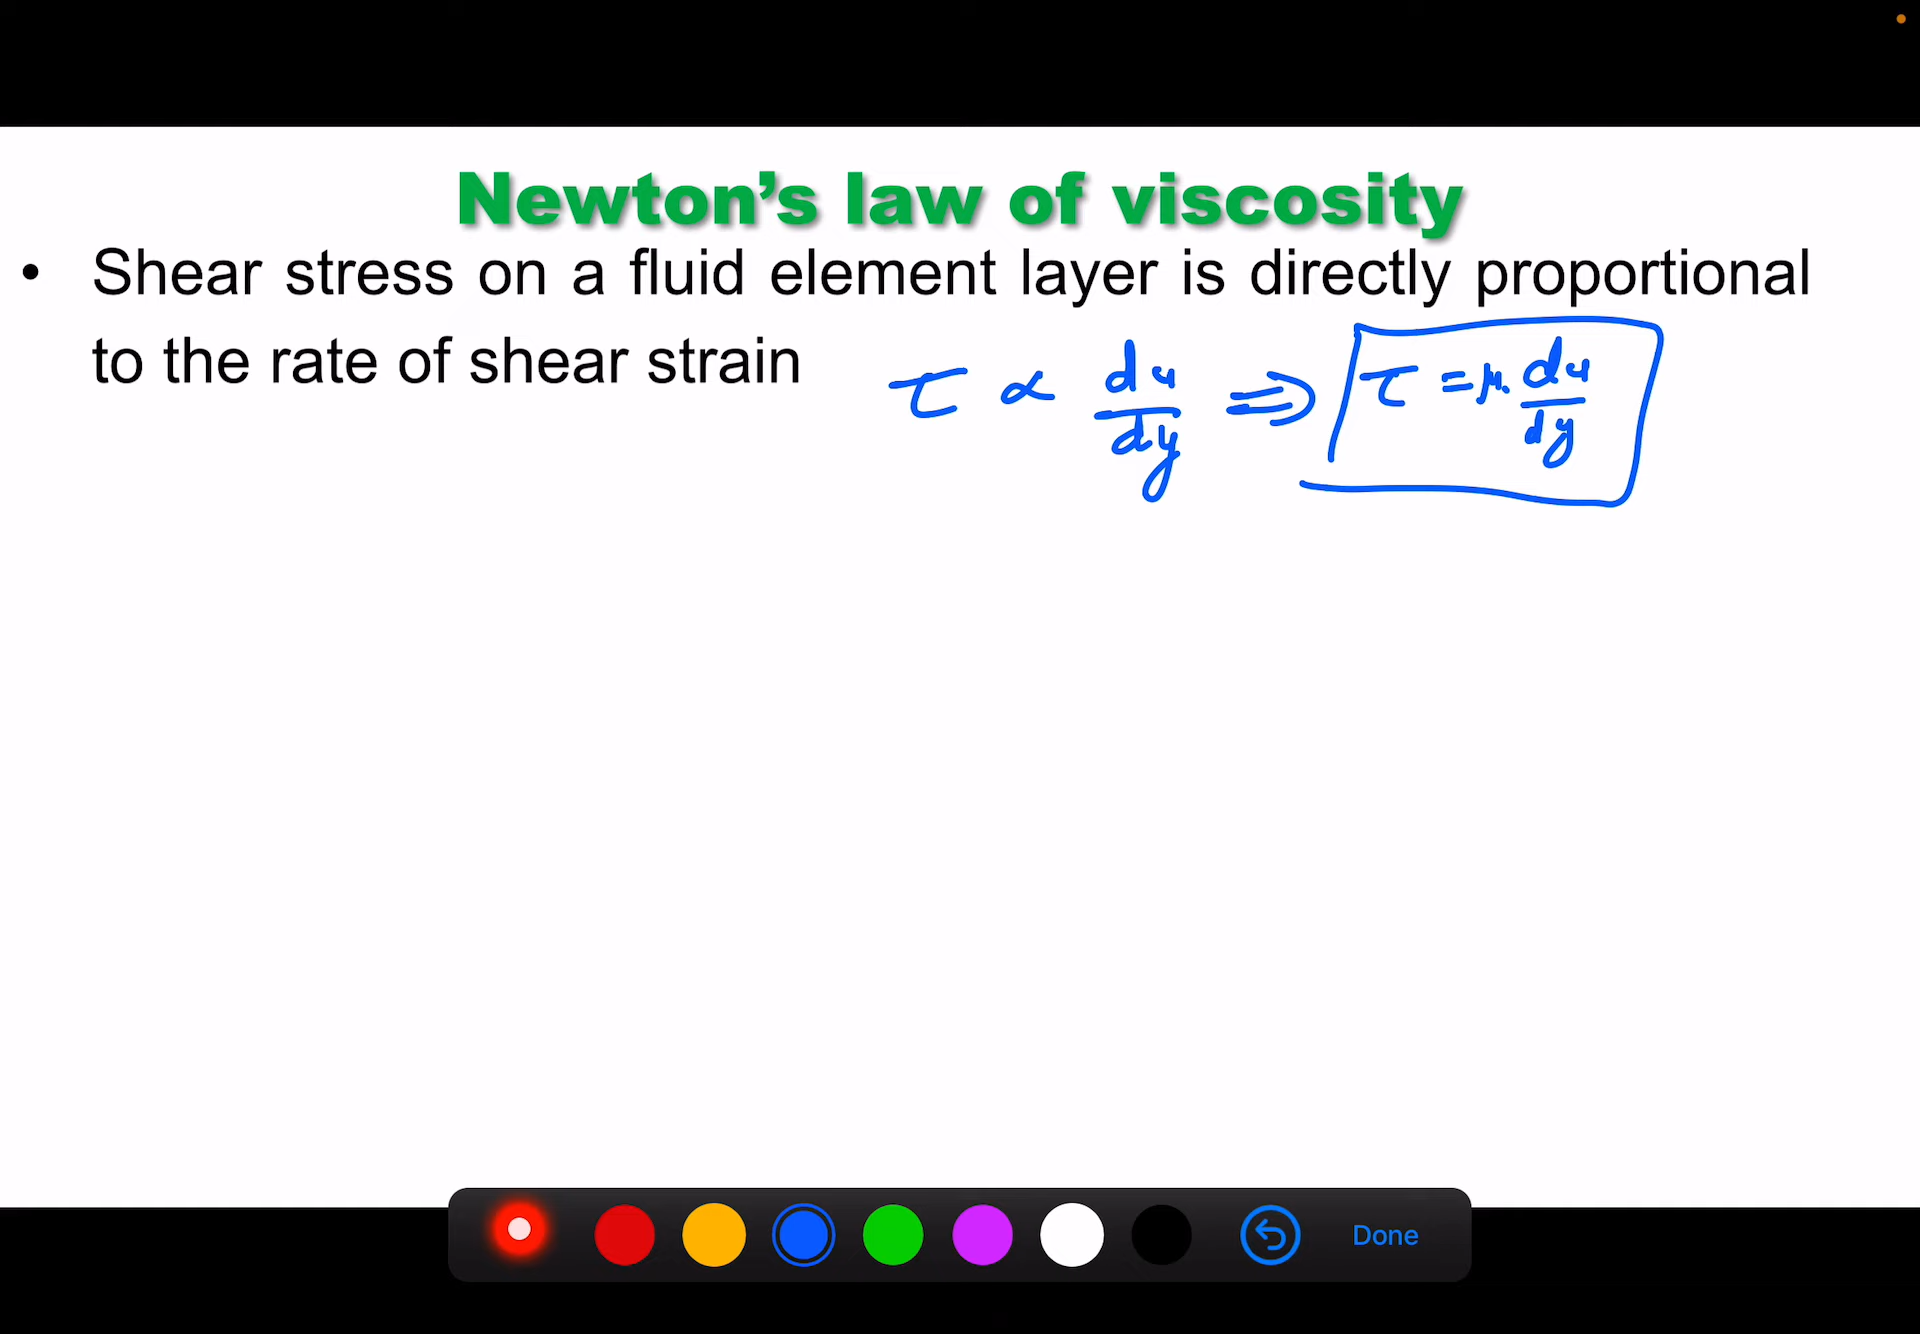 Newton’s law of viscosity
• Shear stress on a fluid element layer is directly proportional
to the rate of shear strain
τ ∝ du/dy ⇒ τ = μ. du/dy
Done